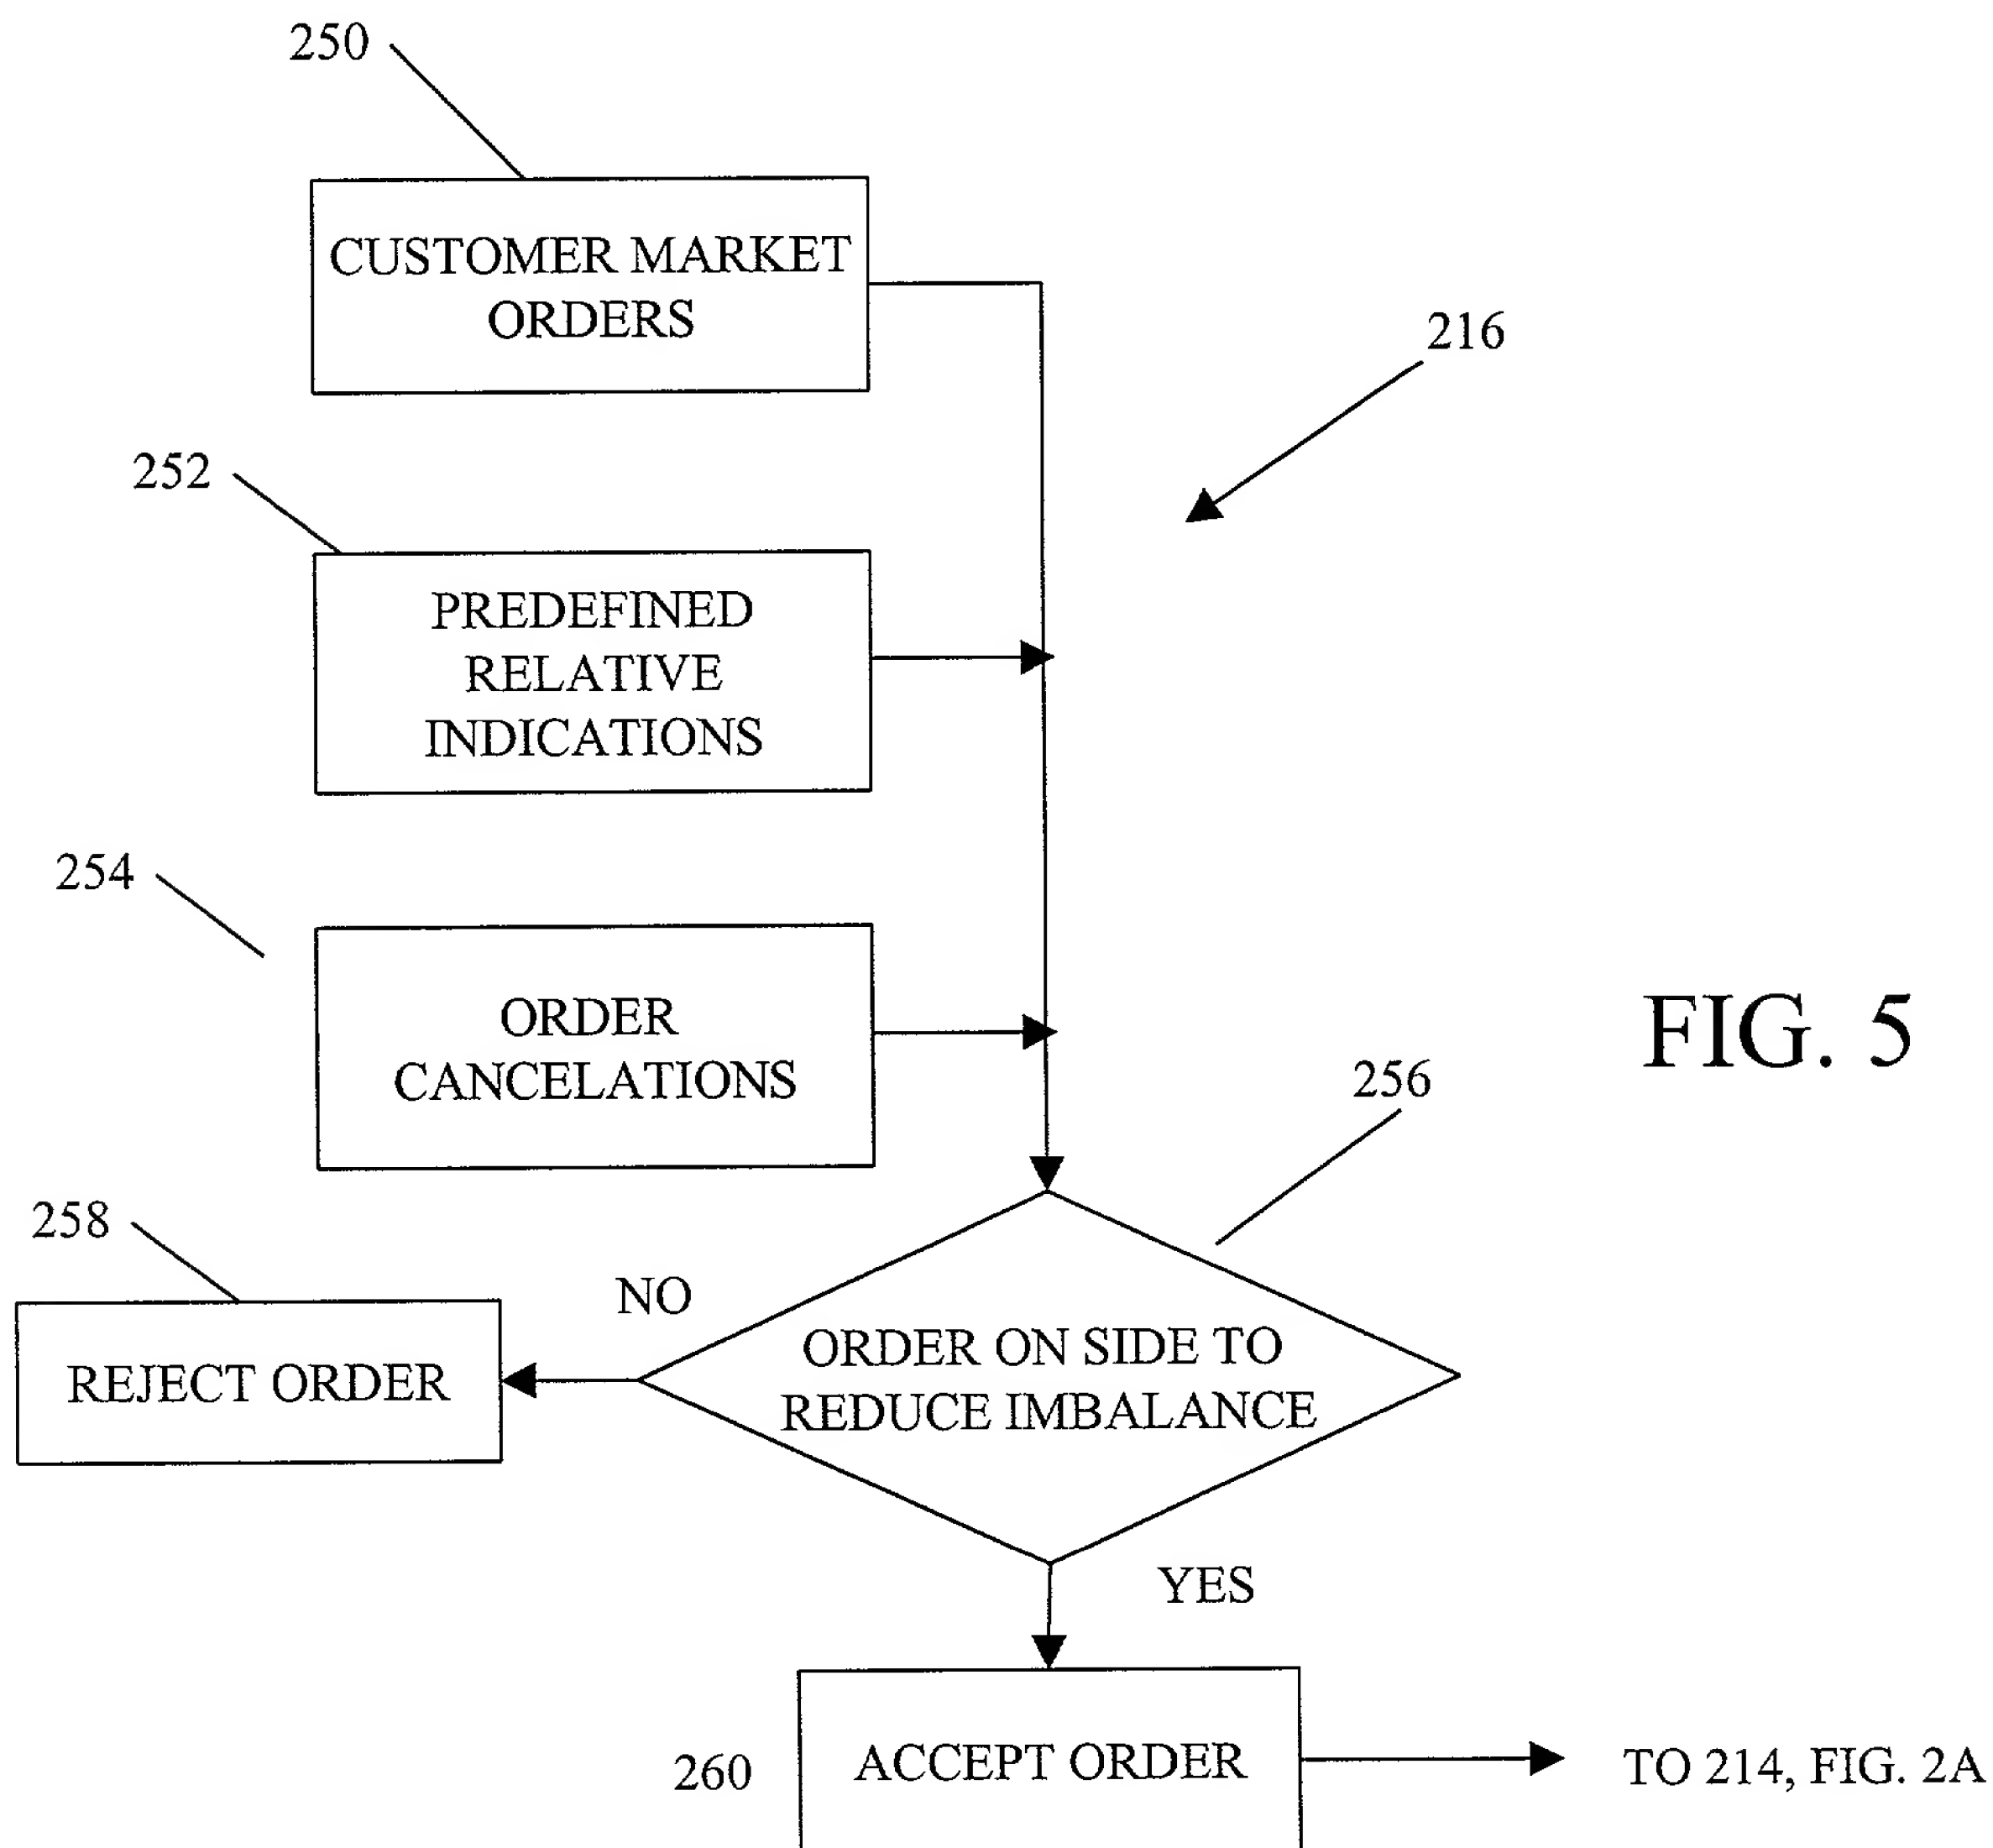 250
CUSTOMER MARKET
ORDERS
216
252
PREDEFINED
RELATIVE
INDICATIONS
254
ORDER
CANCELATIONS
FIG. 5
256
258
NO
ORDER ON SIDE TO
REDUCE IMBALANCE
REJECT ORDER
YES
260
ACCEPT ORDER
TO 214, FIG. 2A